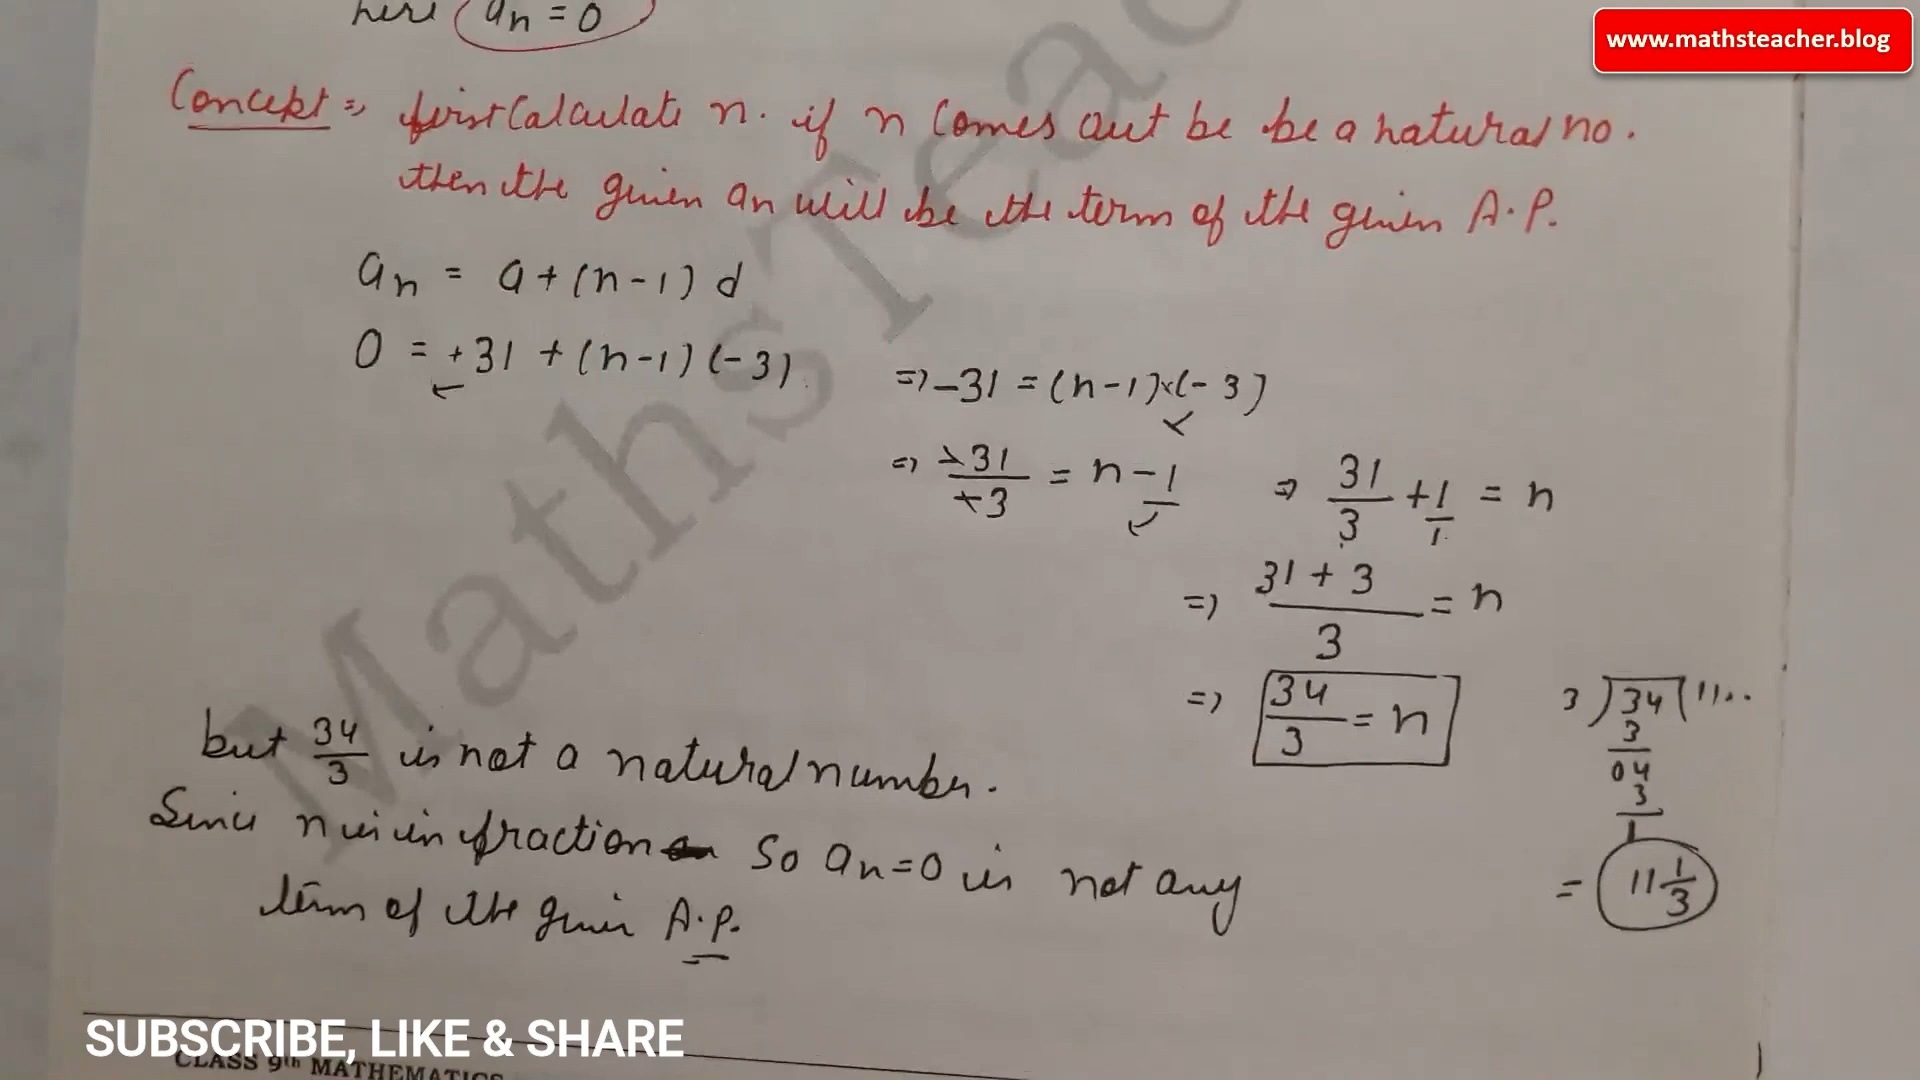 here an = 0
www.mathsteacher.blog
Concept ⇒ first Calculate n. if n Comes out be be a natural no.
then the given an will be the term of the given A.P.
an = a + (n-1) d
0 = +31 + (n-1) (-3)
⇒ -31 = (n-1)×(-3)
⇒ -31/-3 = n - 1
⇒ 31/3 + 1/1 = n
⇒ 31 + 3/3 = n
⇒ 34/3 = n
3)34(11..
3
04
3
1
= 11 1/3
but 34/3 is not a natural number.
Since n is in fraction So an=0 is not any
term of the given A.P.
MathsTeac
SUBSCRIBE, LIKE & SHARE
CLASS 9th MATHEMATICS